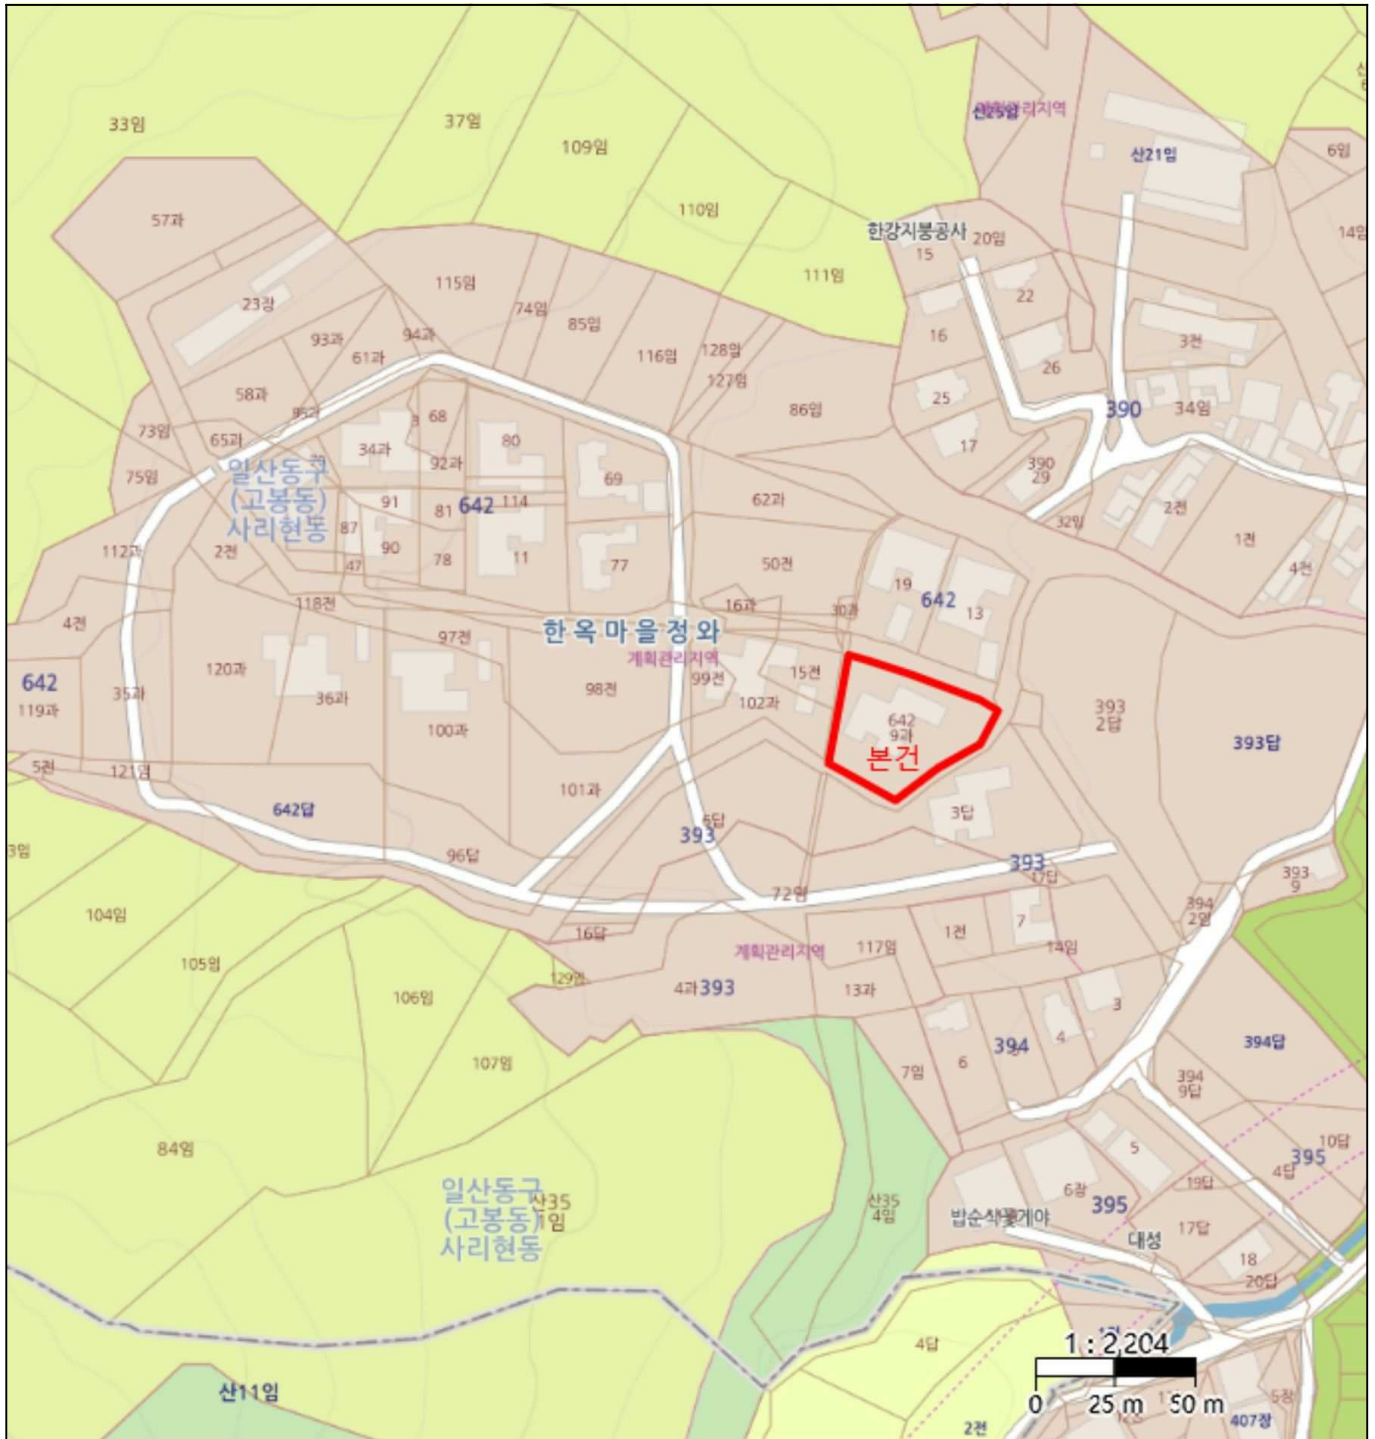 33임
37임
109임
110임
111임
산25임
계획관리지역
산21임
6임
14임
57과
한강지붕공사
20임
15
22
115임
74임
85임
116임
128임
127임
86임
23장
93과
94과
61과
58과
16
26
3전
25
17
390
34임
390
29
32임
2전
1전
4전
73임
65과
75임
34과
68
92과
80
69
일산동구
(고봉동)
사리현동
91
81
642
114
87
90
78
11
77
47
62과
50전
112과
2전
118전
16과
30과
19
642
13
4전
97전
한옥마을정와
계획관리지역
99전
15전
102과
642
119과
35과
120과
36과
98전
100과
642
9과
본건
393
2답
393답
5전
121임
642답
101과
96답
393
3답
72임
393
17답
393
9
394
2임
3임
104임
105임
16답
129임
계획관리지역
117임
1전
7
14임
4과
393
13과
106임
107임
7임
6
394
4
3
394답
394
9답
84임
5
10답
395
4답
19답
6장
395
17답
일산동구
(고봉동)
사리현동
산35
1임
산35
4임
대성
18
20답
4답
산11임
2전
5장
407장
1 : 2,204
0 25 m 50 m